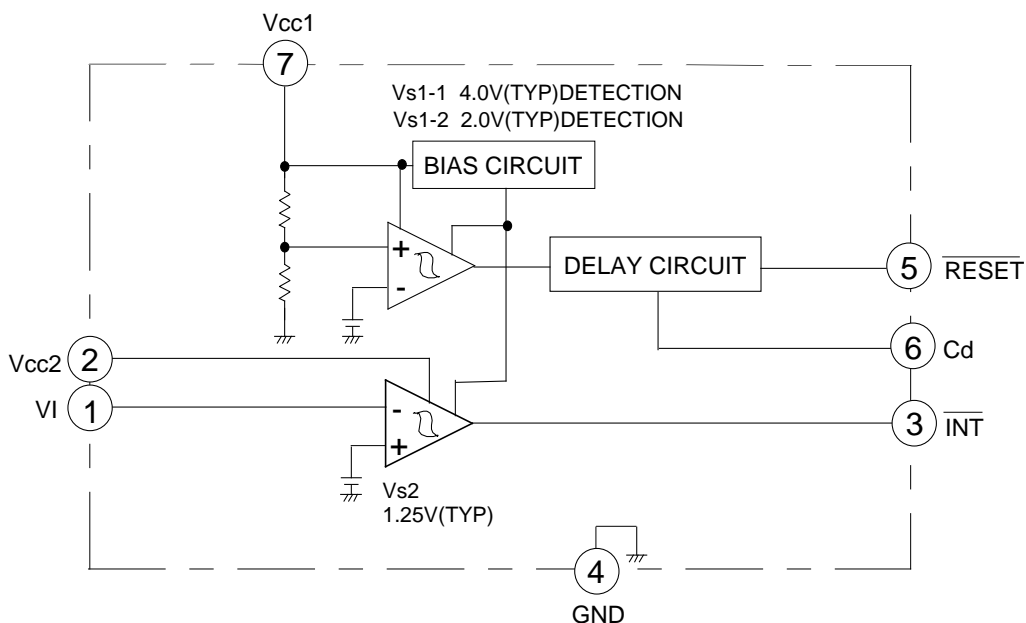 Vcc1
7
Vs1-1 4.0V(TYP)DETECTION
Vs1-2 2.0V(TYP)DETECTION
BIAS CIRCUIT
+
-
DELAY CIRCUIT
5
RESET
6
Cd
Vcc2
2
VI
1
-
+
3
INT
Vs2
1.25V(TYP)
4
GND